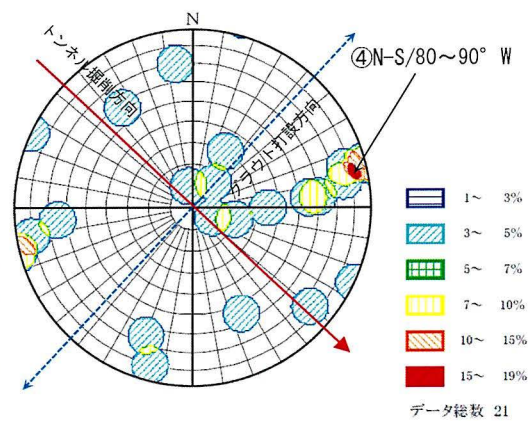 N
トンネル掘削方向
グラウト打設方向
④N-S/80～90° W
1～ 3%
3～ 5%
5～ 7%
7～ 10%
10～ 15%
15～ 19%
データ総数 21